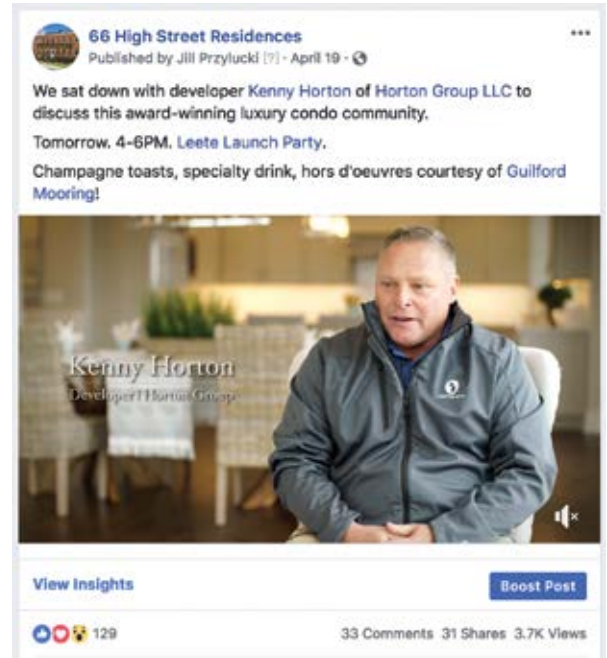 66 High Street Residences
Published by Jill Przylucki [?] · April 19 ·
We sat down with developer Kenny Horton of Horton Group LLC to
discuss this award-winning luxury condo community.
Tomorrow. 4-6PM. Leete Launch Party.
Champagne toasts, specialty drink, hors d'oeuvres courtesy of Guilford
Mooring!
Kenny Horton
Developer | Horton Group
View Insights
Boost Post
129
33 Comments 31 Shares 3.7K Views